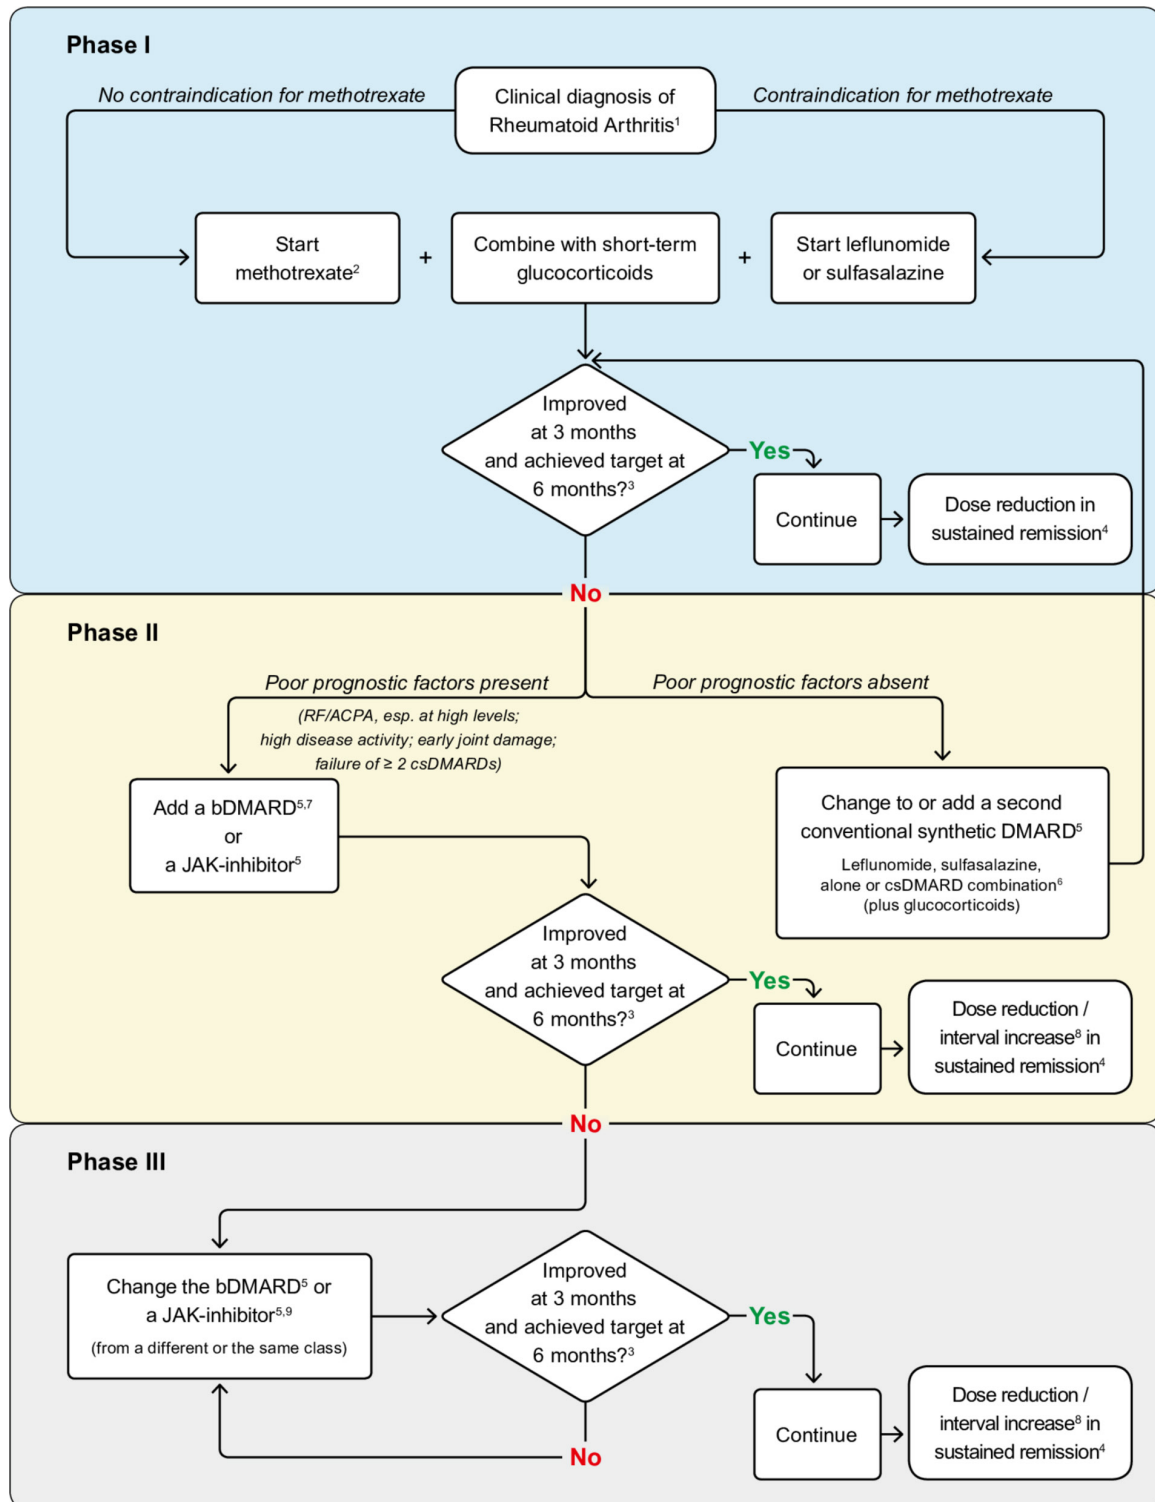 Phase I
No contraindication for methotrexate
Clinical diagnosis of
Rheumatoid Arthritis¹
Contraindication for methotrexate
Start
methotrexate²
+
Combine with short-term
glucocorticoids
+
Start leflunomide
or sulfasalazine
Improved
at 3 months
and achieved target at
6 months?³
Yes
Continue
Dose reduction in
sustained remission⁴
No
Phase II
Poor prognostic factors present
(RF/ACPA, esp. at high levels;
high disease activity; early joint damage;
failure of ≥ 2 csDMARDs)
Poor prognostic factors absent
Add a bDMARD⁵,⁷
or
a JAK-inhibitor⁵
Change to or add a second
conventional synthetic DMARD⁵
Leflunomide, sulfasalazine,
alone or csDMARD combination⁶
(plus glucocorticoids)
Improved
at 3 months
and achieved target at
6 months?³
Yes
Continue
Dose reduction /
interval increase⁸ in
sustained remission⁴
No
Phase III
Change the bDMARD⁵ or
a JAK-inhibitor⁵,⁹
(from a different or the same class)
Improved
at 3 months
and achieved target at
6 months?³
Yes
Continue
Dose reduction /
interval increase⁸ in
sustained remission⁴
No